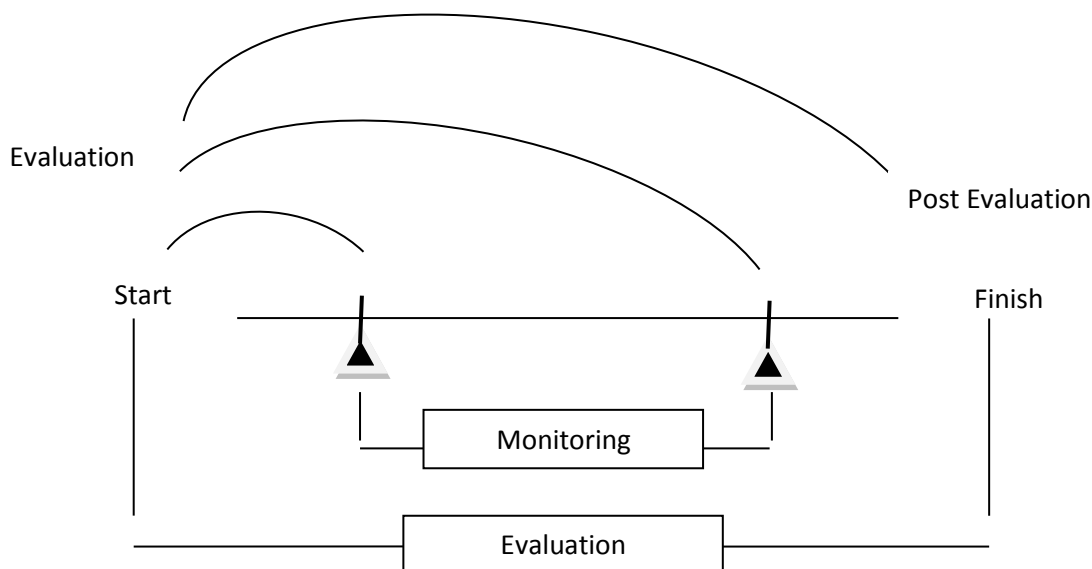 Evaluation
Post Evaluation
Start
Finish
Monitoring
Evaluation